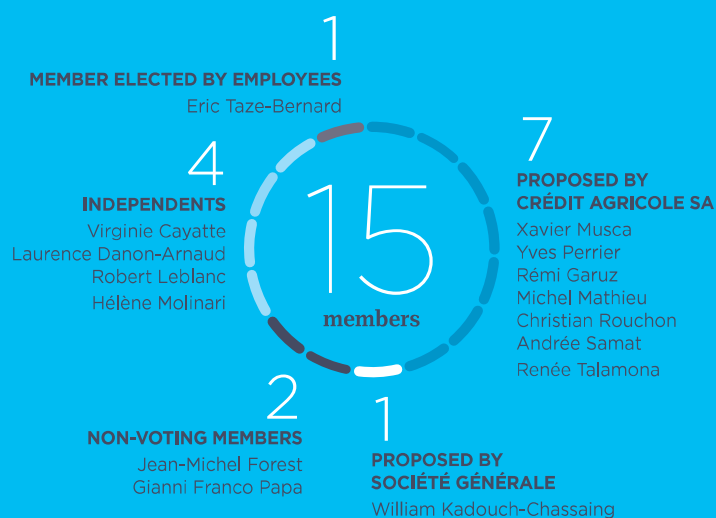 1
MEMBER ELECTED BY EMPLOYEES
Eric Taze-Bernard
4
INDEPENDENTS
Virginie Cayatte
Laurence Danon-Arnaud
Robert Leblanc
Hélène Molinari
15
members
7
PROPOSED BY
CRÉDIT AGRICOLE SA
Xavier Musca
Yves Perrier
Rémi Garuz
Michel Mathieu
Christian Rouchon
Andrée Samat
Renée Talamona
2
NON-VOTING MEMBERS
Jean-Michel Forest
Gianni Franco Papa
1
PROPOSED BY
SOCIÉTÉ GÉNÉRALE
William Kadouch-Chassaing